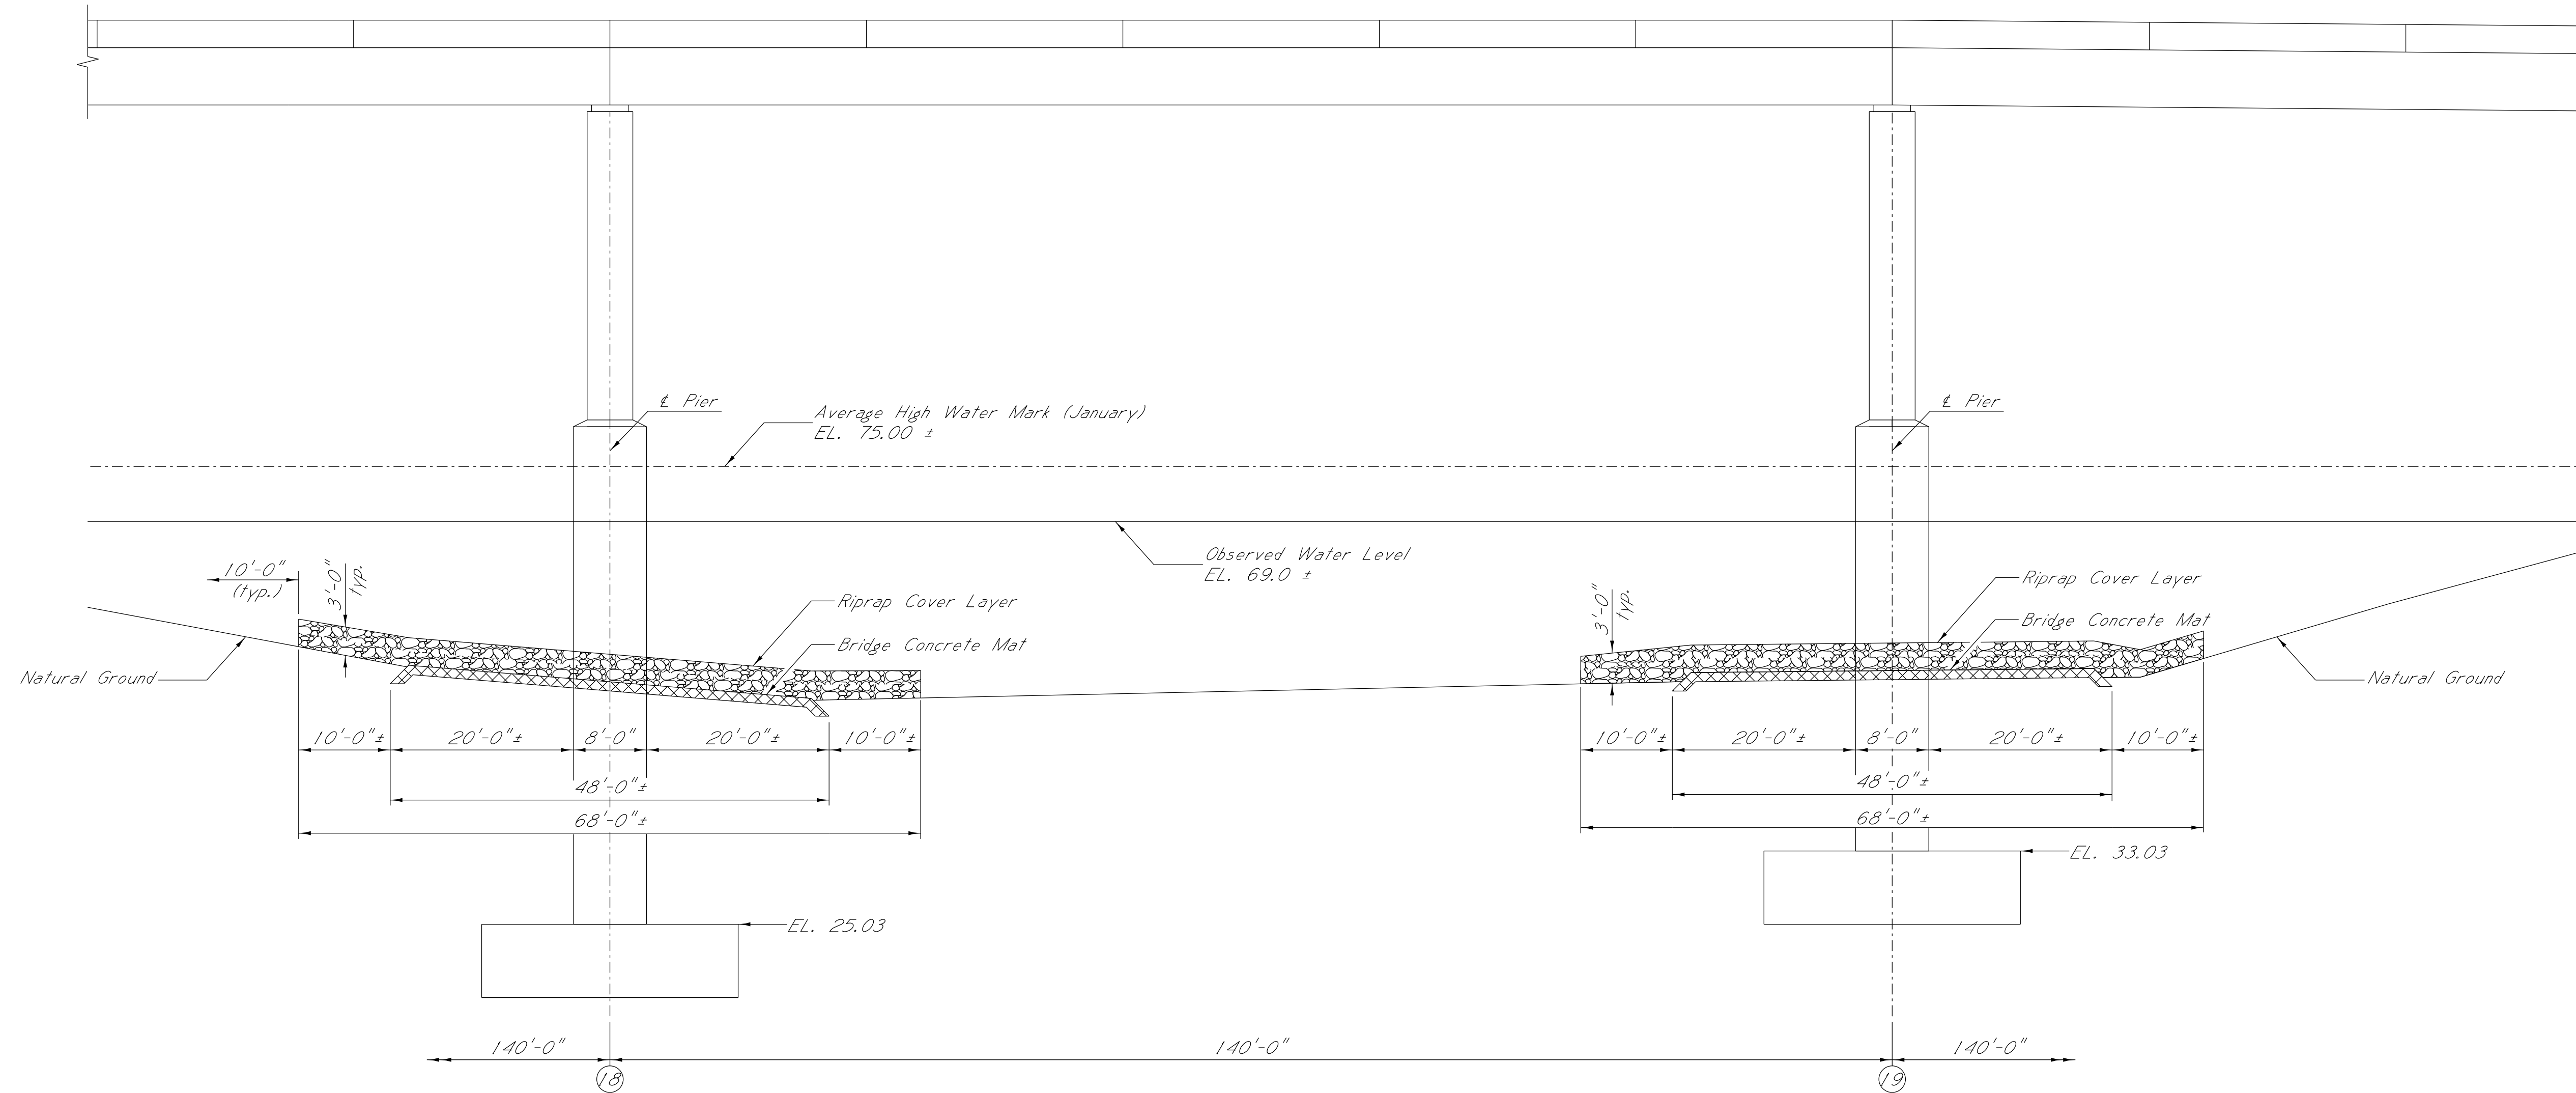 ℄ Pier
Average High Water Mark (January)
EL. 75.00 ±
℄ Pier
Observed Water Level
EL. 69.0 ±
10'-0"
(typ.)
3'-0"
typ.
Riprap Cover Layer
Bridge Concrete Mat
Natural Ground
3'-0"
typ.
Riprap Cover Layer
Bridge Concrete Mat
Natural Ground
10'-0"± 20'-0"± 8'-0" 20'-0"± 10'-0"±
48'-0"±
68'-0"±
10'-0"± 20'-0"± 8'-0" 20'-0"± 10'-0"±
48'-0"±
68'-0"±
EL. 33.03
EL. 25.03
140'-0" 140'-0" 140'-0"
18 19